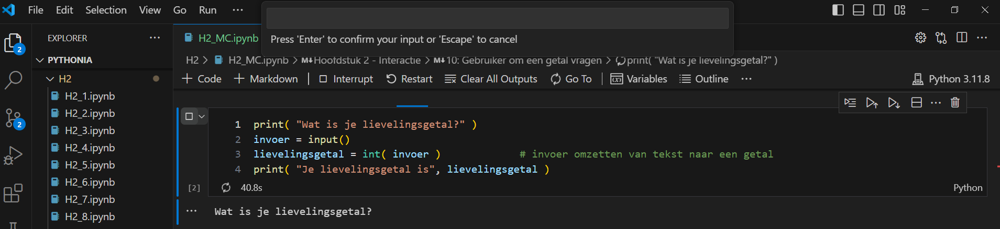 File Edit Selection View Go Run ...
Press 'Enter' to confirm your input or 'Escape' to cancel
EXPLORER ...
H2_MC.ipynb
PYTHONIA
H2 > H2_MC.ipynb > M↓Hoofdstuk 2 - Interactie > M↓10: Gebruiker om een getal vragen > print( "Wat is je lievelingsgetal?" )
H2
+ Code + Markdown | Interrupt Restart Clear All Outputs Go To | Variables Outline ... Python 3.11.8
H2_1.ipynb
H2_2.ipynb
H2_3.ipynb
H2_4.ipynb
H2_5.ipynb
H2_6.ipynb
H2_7.ipynb
H2_8.ipynb
2
2
1 print( "Wat is je lievelingsgetal?" )
2 invoer = input()
3 lievelingsgetal = int( invoer ) # invoer omzetten van tekst naar een getal
4 print( "Je lievelingsgetal is", lievelingsgetal )
[2] 40.8s Python
... Wat is je lievelingsgetal?